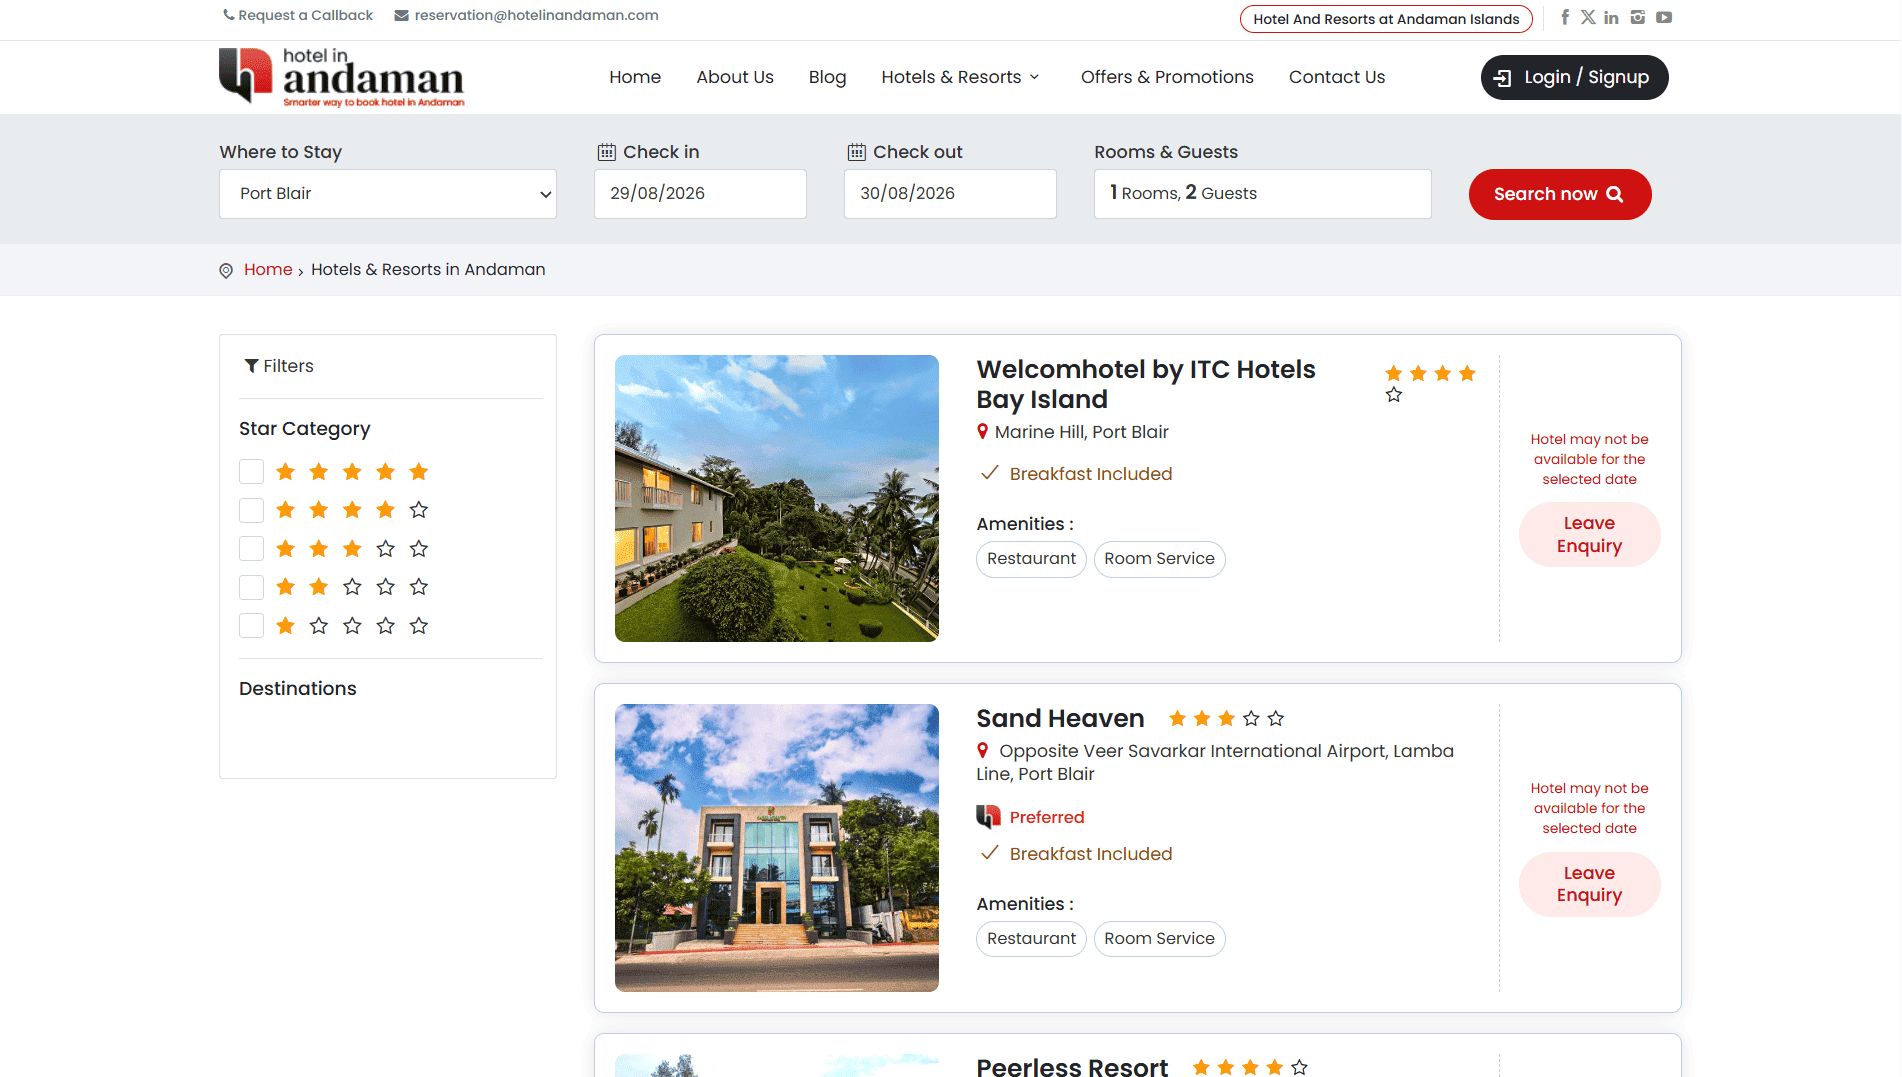 Request a Callback
reservation@hotelinandaman.com
Hotel And Resorts at Andaman Islands
hotel in
andaman
Smarter way to book hotel in Andaman
Home
About Us
Blog
Hotels & Resorts
Offers & Promotions
Contact Us
Login / Signup
Where to Stay
Check in
Check out
Rooms & Guests
Port Blair
29/08/2026
30/08/2026
1 Rooms, 2 Guests
Search now
Home › Hotels & Resorts in Andaman
Filters
Star Category
Destinations
Welcomhotel by ITC Hotels
Bay Island
Marine Hill, Port Blair
Breakfast Included
Amenities :
Restaurant
Room Service
Hotel may not be
available for the
selected date
Leave
Enquiry
Sand Heaven
Opposite Veer Savarkar International Airport, Lamba
Line, Port Blair
Preferred
Breakfast Included
Amenities :
Restaurant
Room Service
Hotel may not be
available for the
selected date
Leave
Enquiry
Peerless Resort